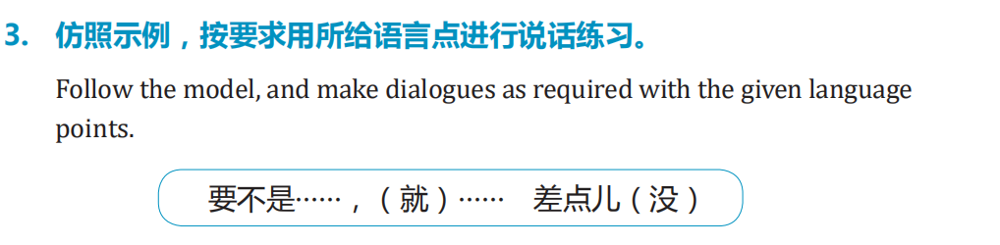 3. 仿照示例，按要求用所给语言点进行说话练习。
Follow the model, and make dialogues as required with the given language
points.
要不是……，（就）…… 差点儿（没）